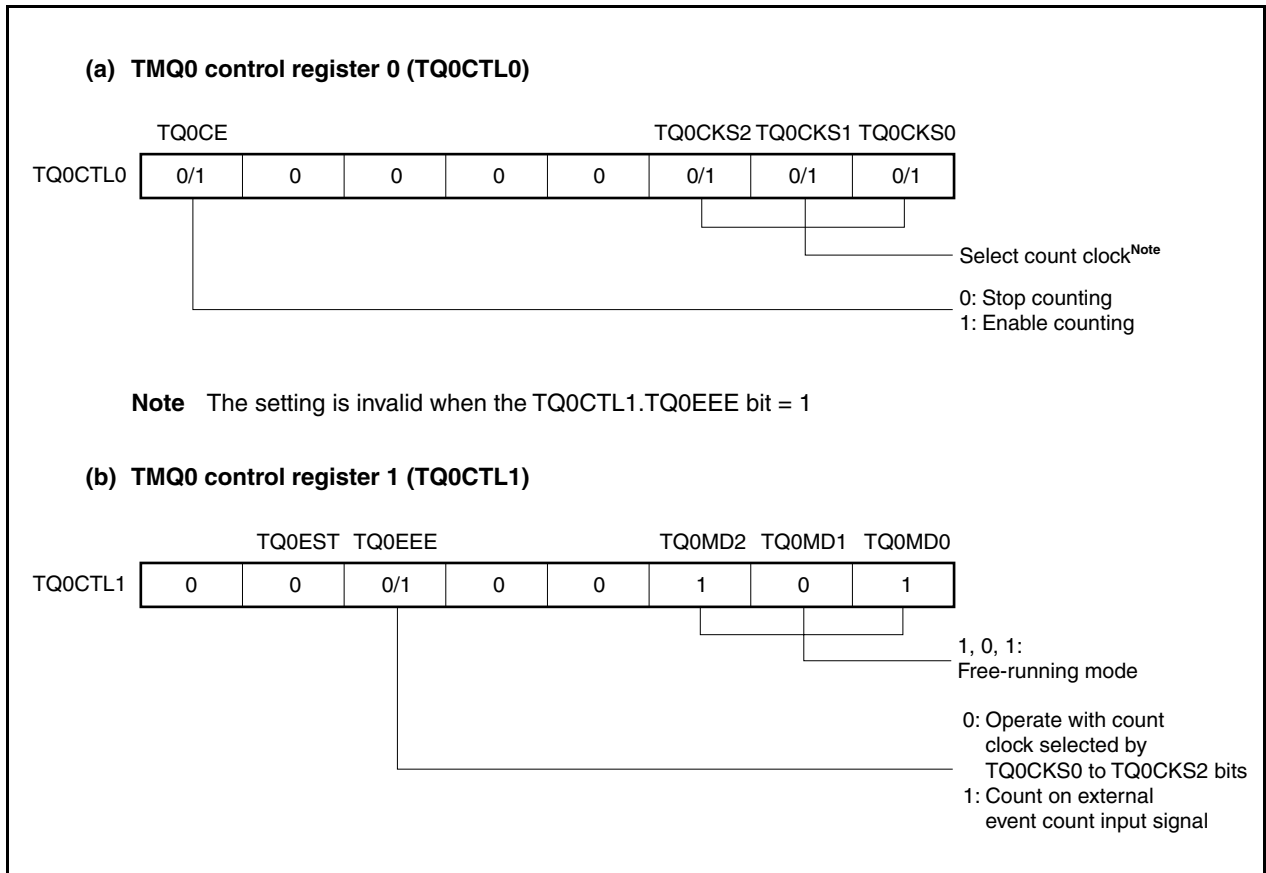 (a) TMQ0 control register 0 (TQ0CTL0)
TQ0CE TQ0CKS2 TQ0CKS1 TQ0CKS0
TQ0CTL0 0/1 0 0 0 0 0/1 0/1 0/1
Select count clockNote
0: Stop counting
1: Enable counting
Note The setting is invalid when the TQ0CTL1.TQ0EEE bit = 1
(b) TMQ0 control register 1 (TQ0CTL1)
TQ0EST TQ0EEE TQ0MD2 TQ0MD1 TQ0MD0
TQ0CTL1 0 0 0/1 0 0 1 0 1
1, 0, 1:
Free-running mode
0: Operate with count
clock selected by
TQ0CKS0 to TQ0CKS2 bits
1: Count on external
event count input signal